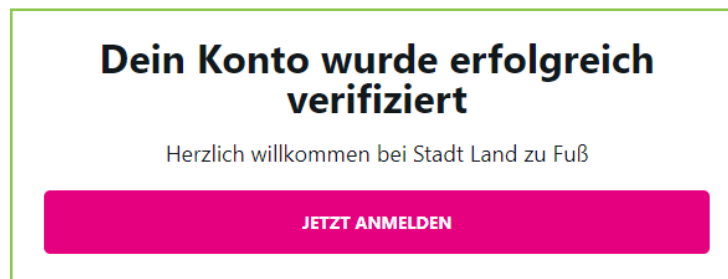 Dein Konto wurde erfolgreich
verifiziert
Herzlich willkommen bei Stadt Land zu Fuß
JETZT ANMELDEN